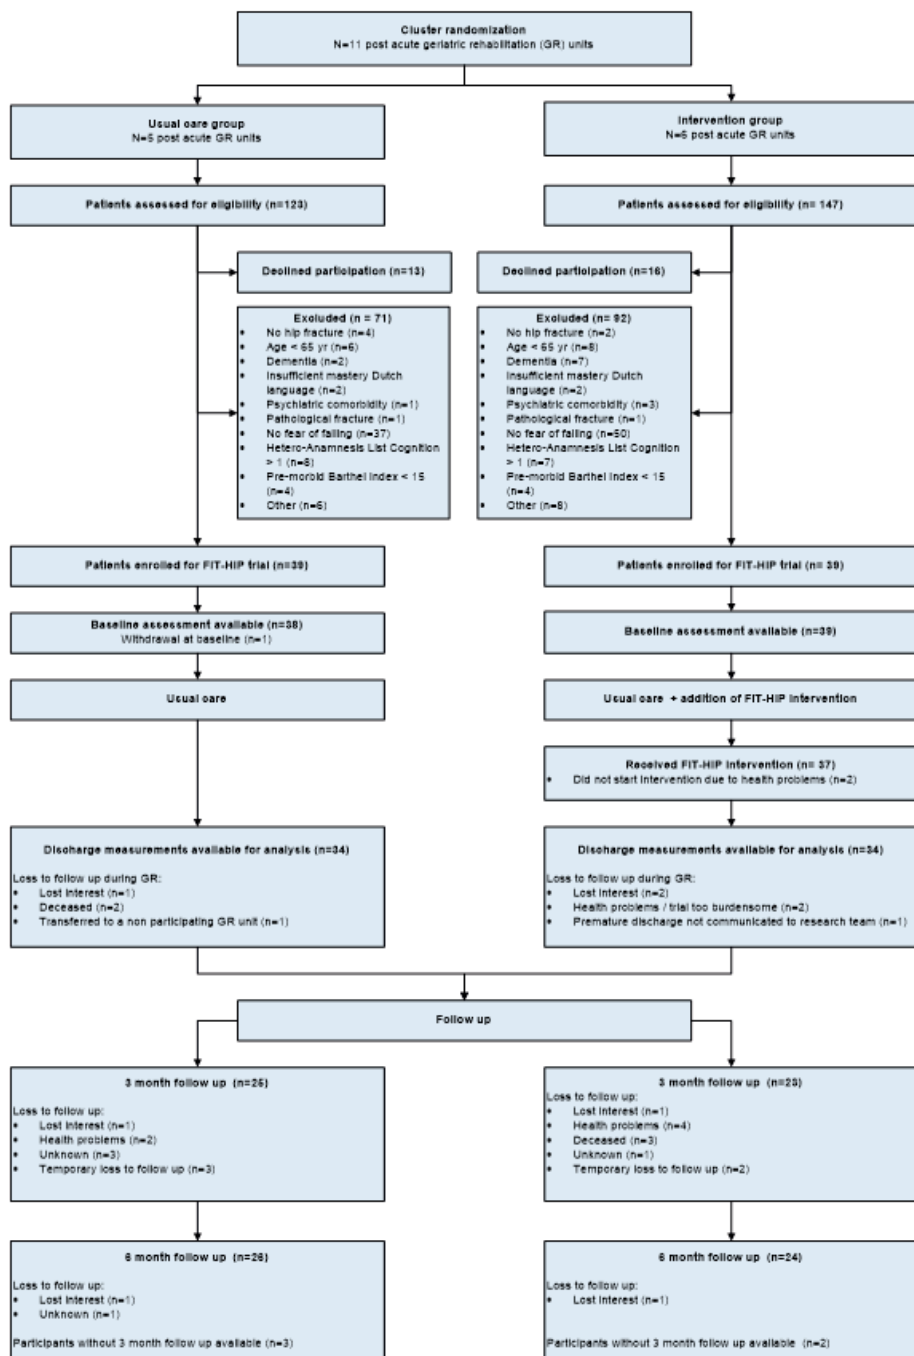 Cluster randomization
N=11 post acute geriatric rehabilitation (GR) units
Usual care group
N=5 post acute GR units
Intervention group
N=6 post acute GR units
Patients assessed for eligibility (n=123)
Patients assessed for eligibility (n= 147)
Declined participation (n=13)
Declined participation (n=16)
Excluded (n = 71)
• No hip fracture (n=4)
• Age < 65 yr (n=6)
• Dementia (n=2)
• Insufficient mastery Dutch
language (n=2)
• Psychiatric comorbidity (n=1)
• Pathological fracture (n=1)
• No fear of falling (n=37)
• Hetero-Anamnesis List Cognition
> 1 (n=8)
• Pre-morbid Barthel Index < 15
(n=4)
• Other (n=6)
Excluded (n = 92)
• No hip fracture (n=2)
• Age < 65 yr (n=8)
• Dementia (n=7)
• Insufficient mastery Dutch
language (n=2)
• Psychiatric comorbidity (n=3)
• Pathological fracture (n=1)
• No fear of falling (n=50)
• Hetero-Anamnesis List Cognition
> 1 (n=7)
• Pre-morbid Barthel Index < 15
(n=4)
• Other (n=8)
Patients enrolled for FIT-HIP trial (n=39)
Patients enrolled for FIT-HIP trial (n= 39)
Baseline assessment available (n=38)
Withdrawal at baseline (n=1)
Baseline assessment available (n=39)
Usual care
Usual care + addition of FIT-HIP intervention
Received FIT-HIP intervention (n= 37)
• Did not start intervention due to health problems (n=2)
Discharge measurements available for analysis (n=34)
Loss to follow up during GR:
• Lost interest (n=1)
• Deceased (n=2)
• Transferred to a non participating GR unit (n=1)
Discharge measurements available for analysis (n=34)
Loss to follow up during GR:
• Lost interest (n=2)
• Health problems / trial too burdensome (n=2)
• Premature discharge not communicated to research team (n=1)
Follow up
3 month follow up (n=25)
Loss to follow up:
• Lost interest (n=1)
• Health problems (n=2)
• Unknown (n=3)
• Temporary loss to follow up (n=3)
3 month follow up (n=23)
Loss to follow up:
• Lost interest (n=1)
• Health problems (n=4)
• Deceased (n=3)
• Unknown (n=1)
• Temporary loss to follow up (n=2)
6 month follow up (n=26)
Loss to follow up:
• Lost interest (n=1)
• Unknown (n=1)
Participants without 3 month follow up available (n=3)
6 month follow up (n=24)
Loss to follow up:
• Lost interest (n=1)
Participants without 3 month follow up available (n=2)